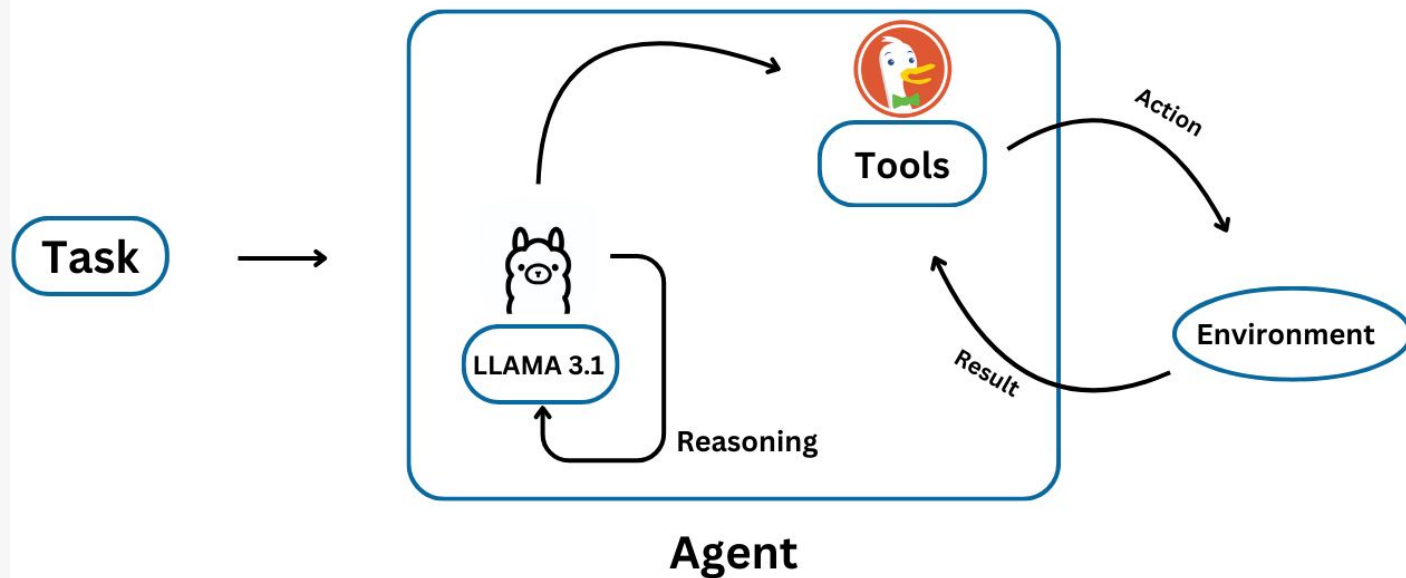 Tools
Action
Task
Environment
LLAMA 3.1
Result
Reasoning
Agent